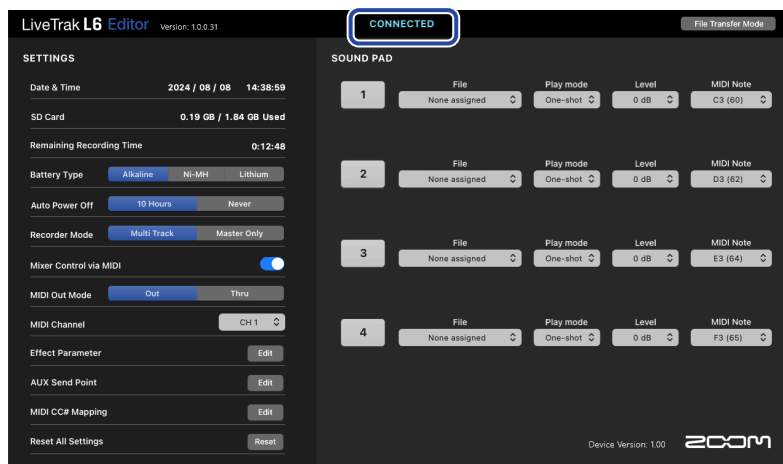 LiveTrak L6 Editor Version: 1.0.0.31
CONNECTED
File Transfer Mode
SETTINGS
Date & Time 2024 / 08 / 08 14:38:59
SD Card 0.19 GB / 1.84 GB Used
Remaining Recording Time 0:12:48
Battery Type Alkaline Ni-MH Lithium
Auto Power Off 10 Hours Never
Recorder Mode Multi Track Master Only
Mixer Control via MIDI
MIDI Out Mode Out Thru
MIDI Channel CH 1
Effect Parameter Edit
AUX Send Point Edit
MIDI CC# Mapping Edit
Reset All Settings Reset
SOUND PAD
File Play mode Level MIDI Note
1 None assigned One-shot 0 dB C3 (60)
File Play mode Level MIDI Note
2 None assigned One-shot 0 dB D3 (62)
File Play mode Level MIDI Note
3 None assigned One-shot 0 dB E3 (64)
File Play mode Level MIDI Note
4 None assigned One-shot 0 dB F3 (65)
Device Version: 1.00 ZOOM